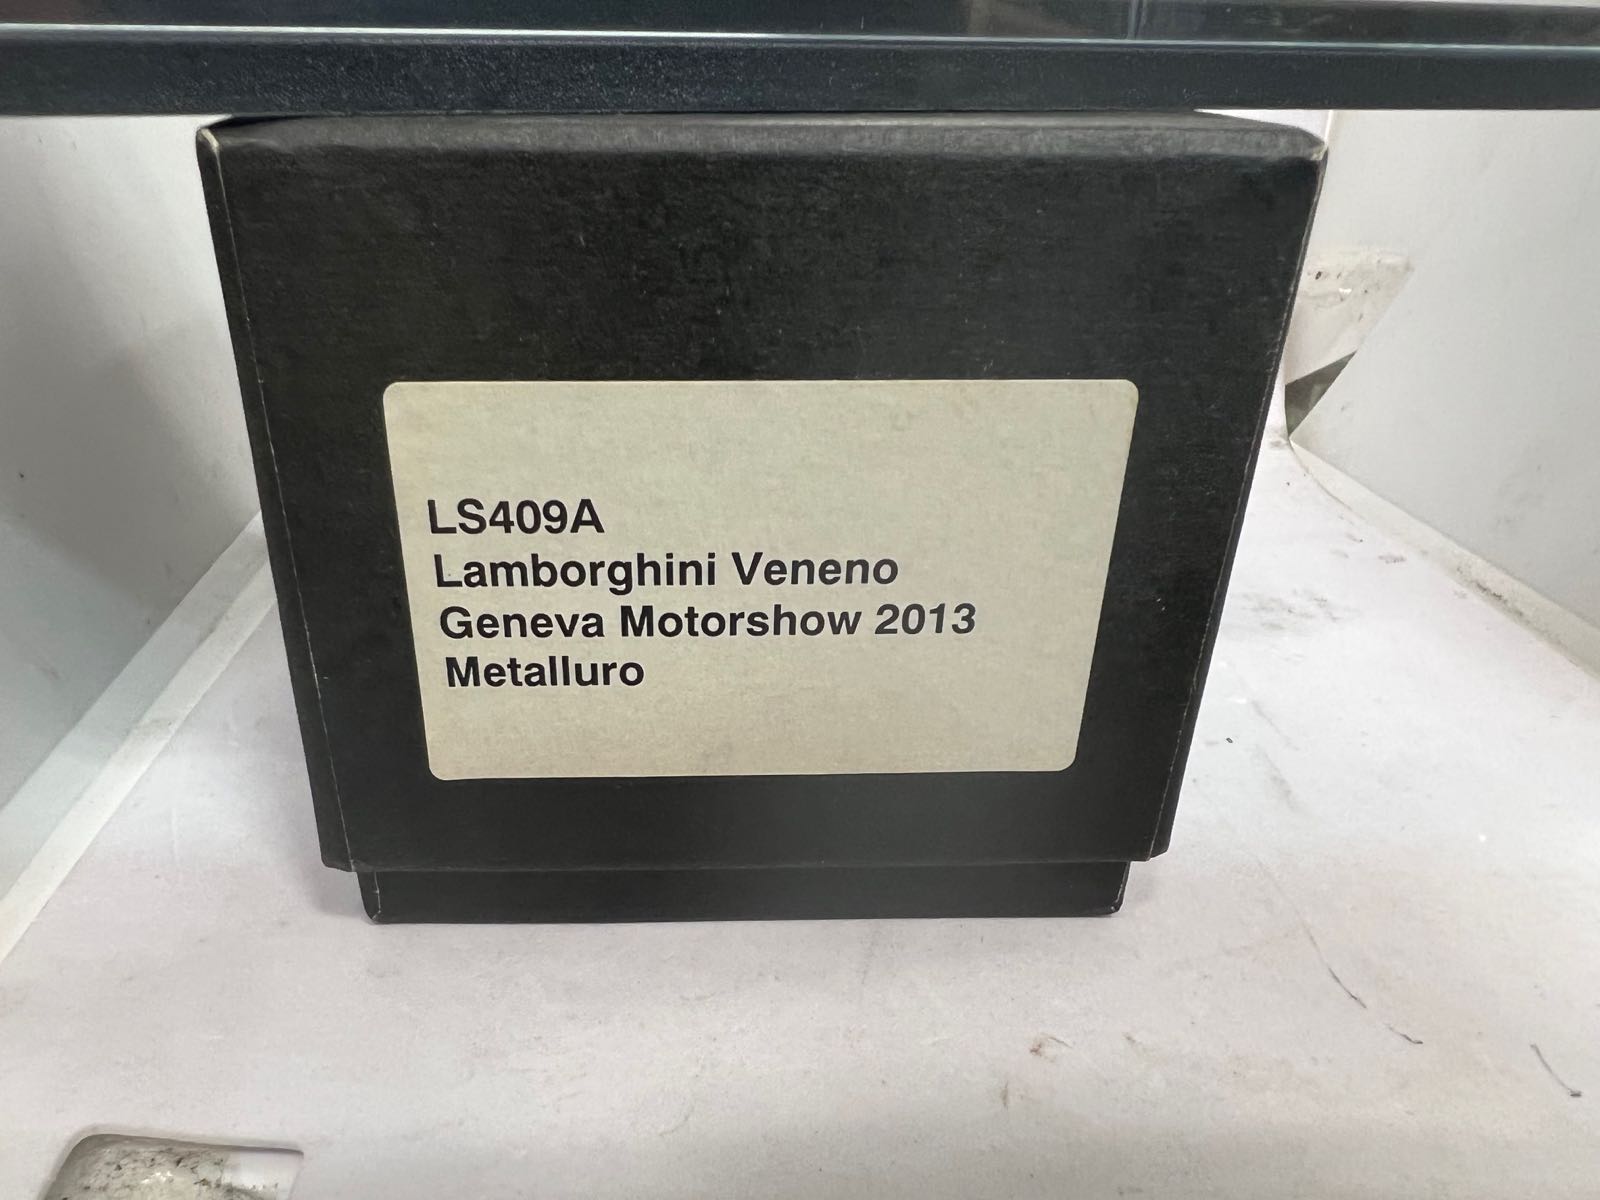 LS409A
Lamborghini Veneno
Geneva Motorshow 2013
Metalluro